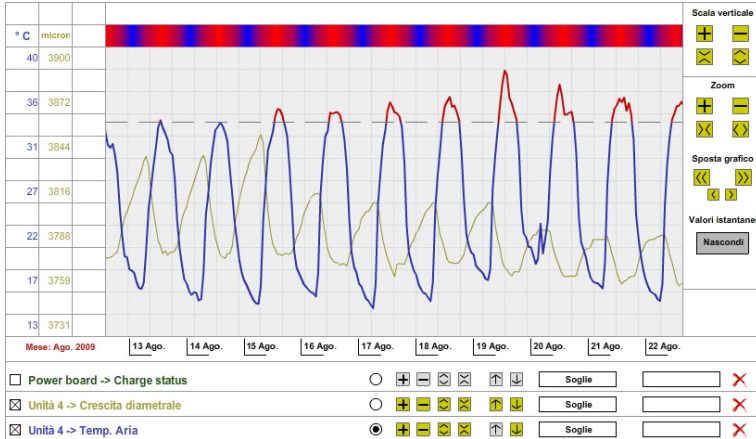 Scala verticale
° C micron
40 3900
36 3872
Zoom
31 3844
Sposta grafico
27 3816
Valori istantanei
22 3788
Nascondi
17 3759
13 3731
Mese: Ago. 2009 13 Ago. 14 Ago. 15 Ago. 16 Ago. 17 Ago. 18 Ago. 19 Ago. 20 Ago. 21 Ago. 22 Ago.
Power board -> Charge status Soglie
Unità 4 -> Crescita diametrale Soglie
Unità 4 -> Temp. Aria Soglie